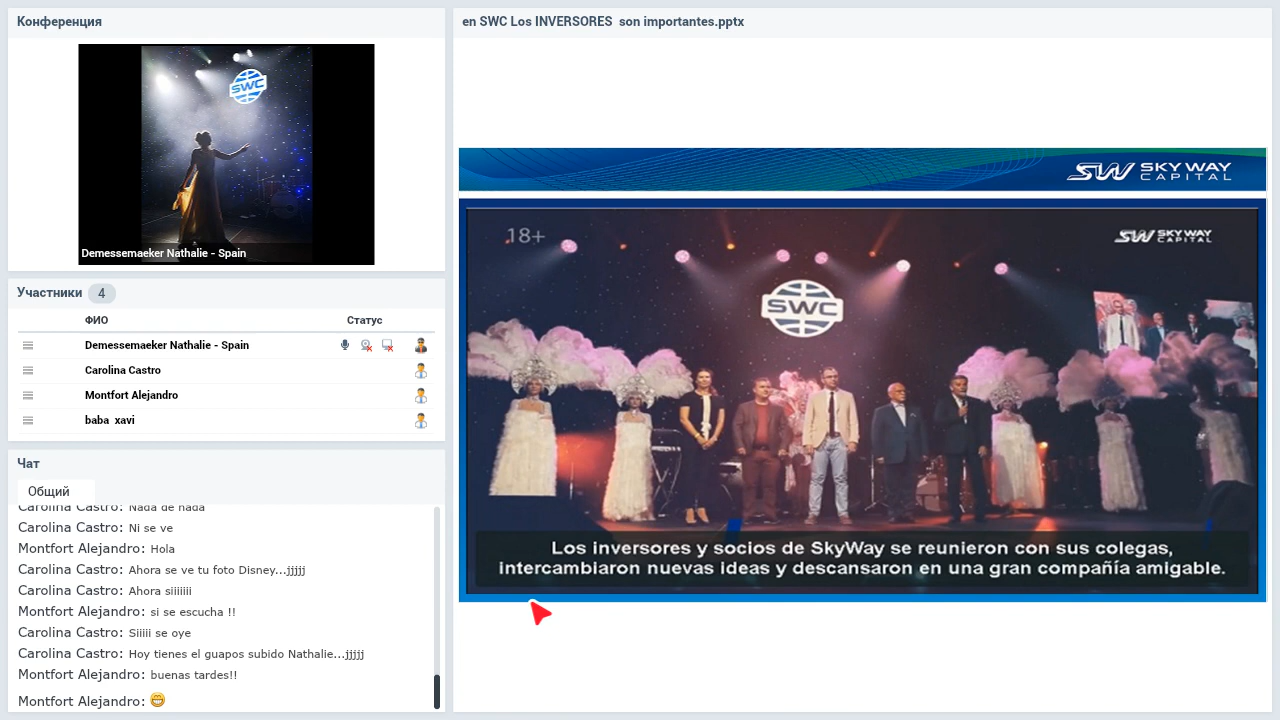 Конференция
SWC
Demessemaeker Nathalie - Spain
Участники 4
ФИО Статус
Demessemaeker Nathalie - Spain
Carolina Castro
Montfort Alejandro
baba xavi
Чат
Общий
Carolina Castro: Nada de nada
Carolina Castro: Ni se ve
Montfort Alejandro: Hola
Carolina Castro: Ahora se ve tu foto Disney...jjjjj
Carolina Castro: Ahora siiiiiii
Montfort Alejandro: si se escucha !!
Carolina Castro: Siiiii se oye
Carolina Castro: Hoy tienes el guapos subido Nathalie...jjjjj
Montfort Alejandro: buenas tardes!!
Montfort Alejandro: 😁
en SWC Los INVERSORES son importantes.pptx
SW SKY WAY
CAPITAL
18+
SW SKY WAY
CAPITAL
SWC
Los inversores y socios de SkyWay se reunieron con sus colegas,
intercambiaron nuevas ideas y descansaron en una gran compañía amigable.